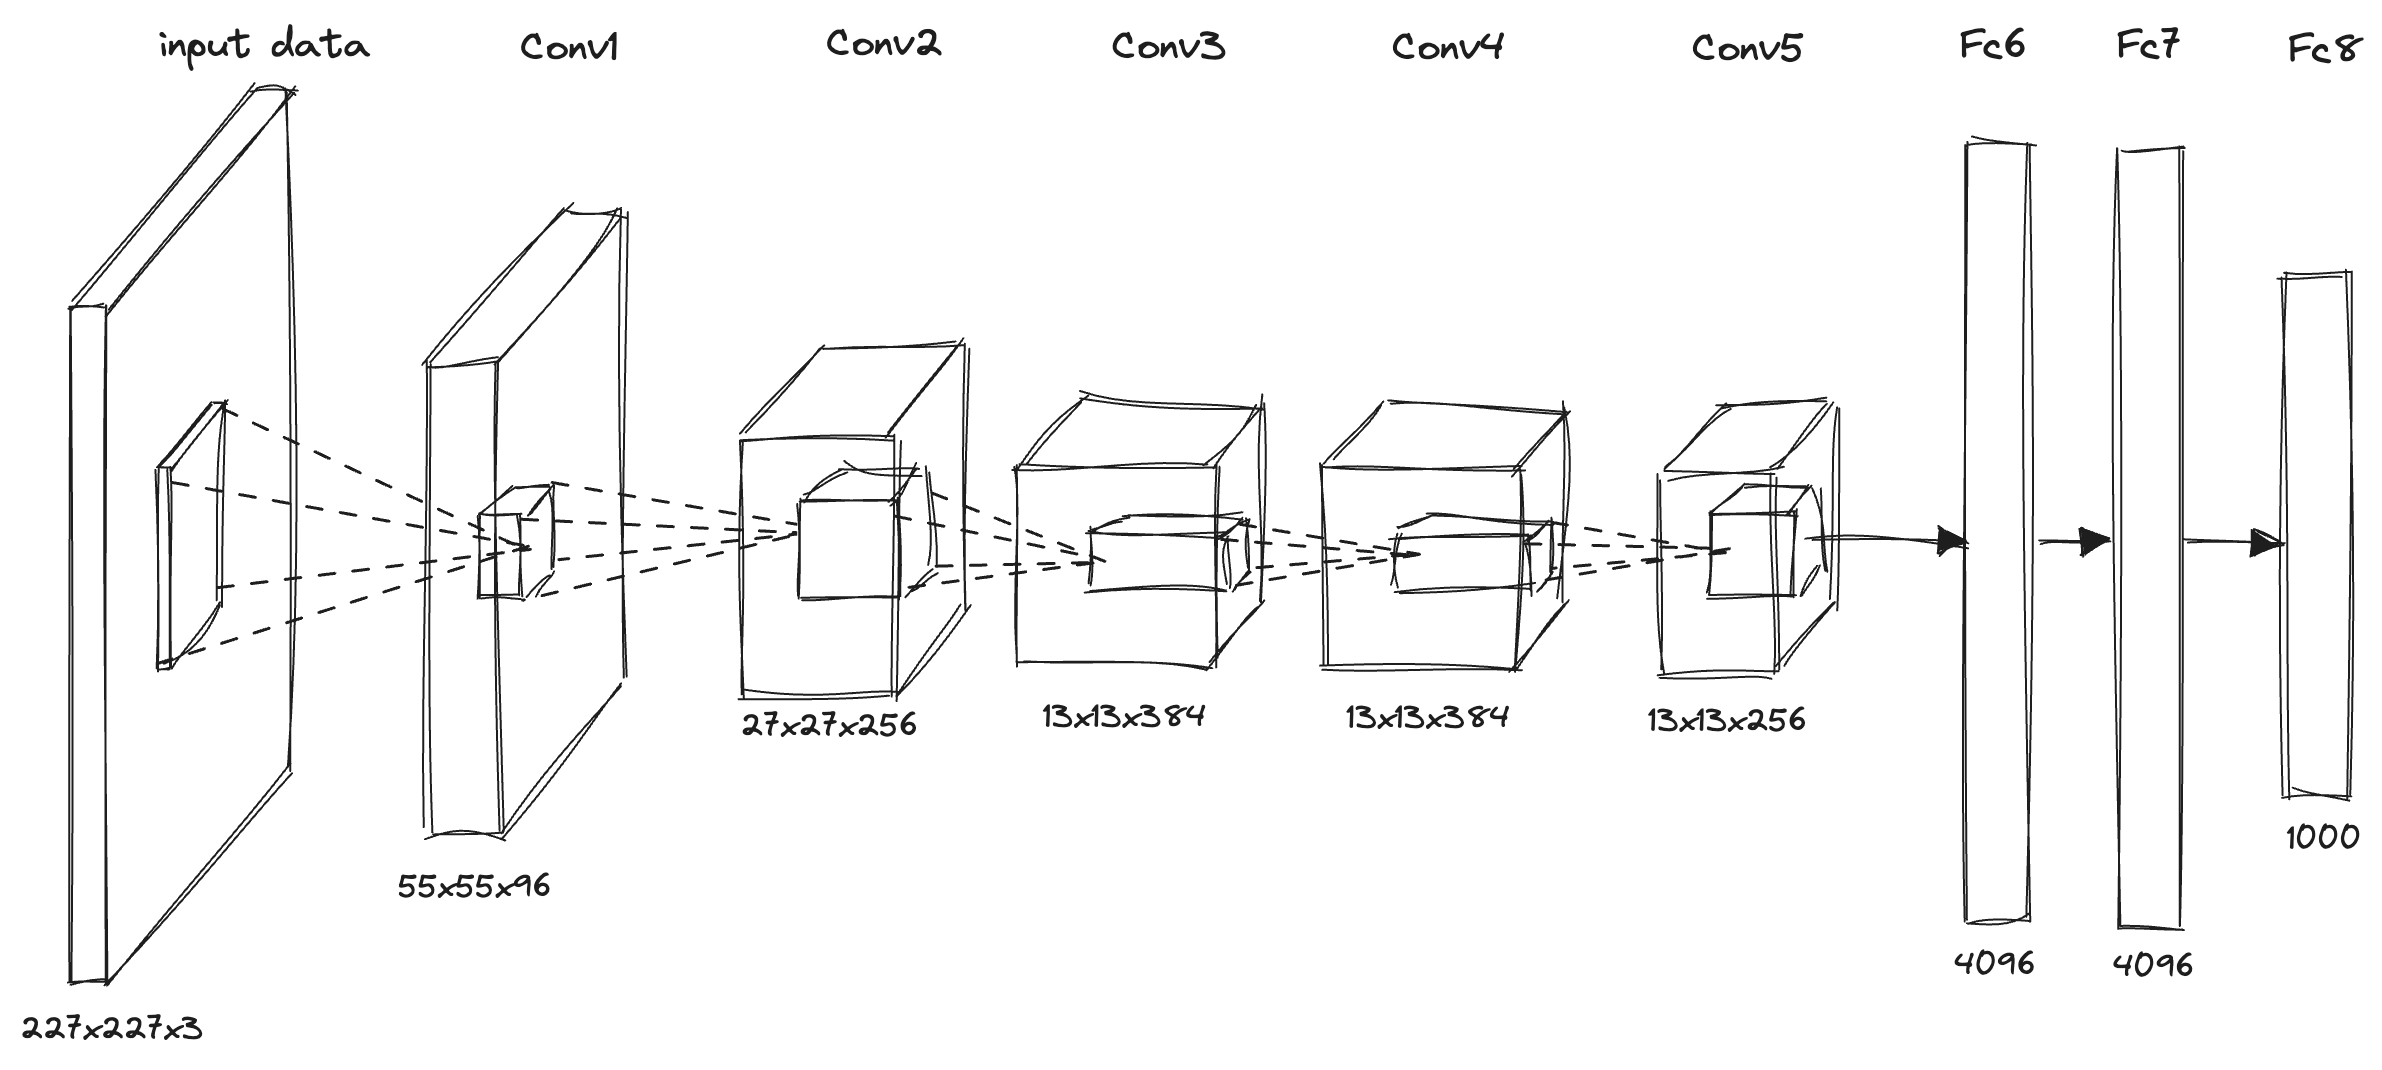 input data
Conv1
Conv2
Conv3
Conv4
Conv5
Fc6
Fc7
Fc8
227x227x3
55x55x96
27x27x256
13x13x384
13x13x384
13x13x256
4096
4096
1000